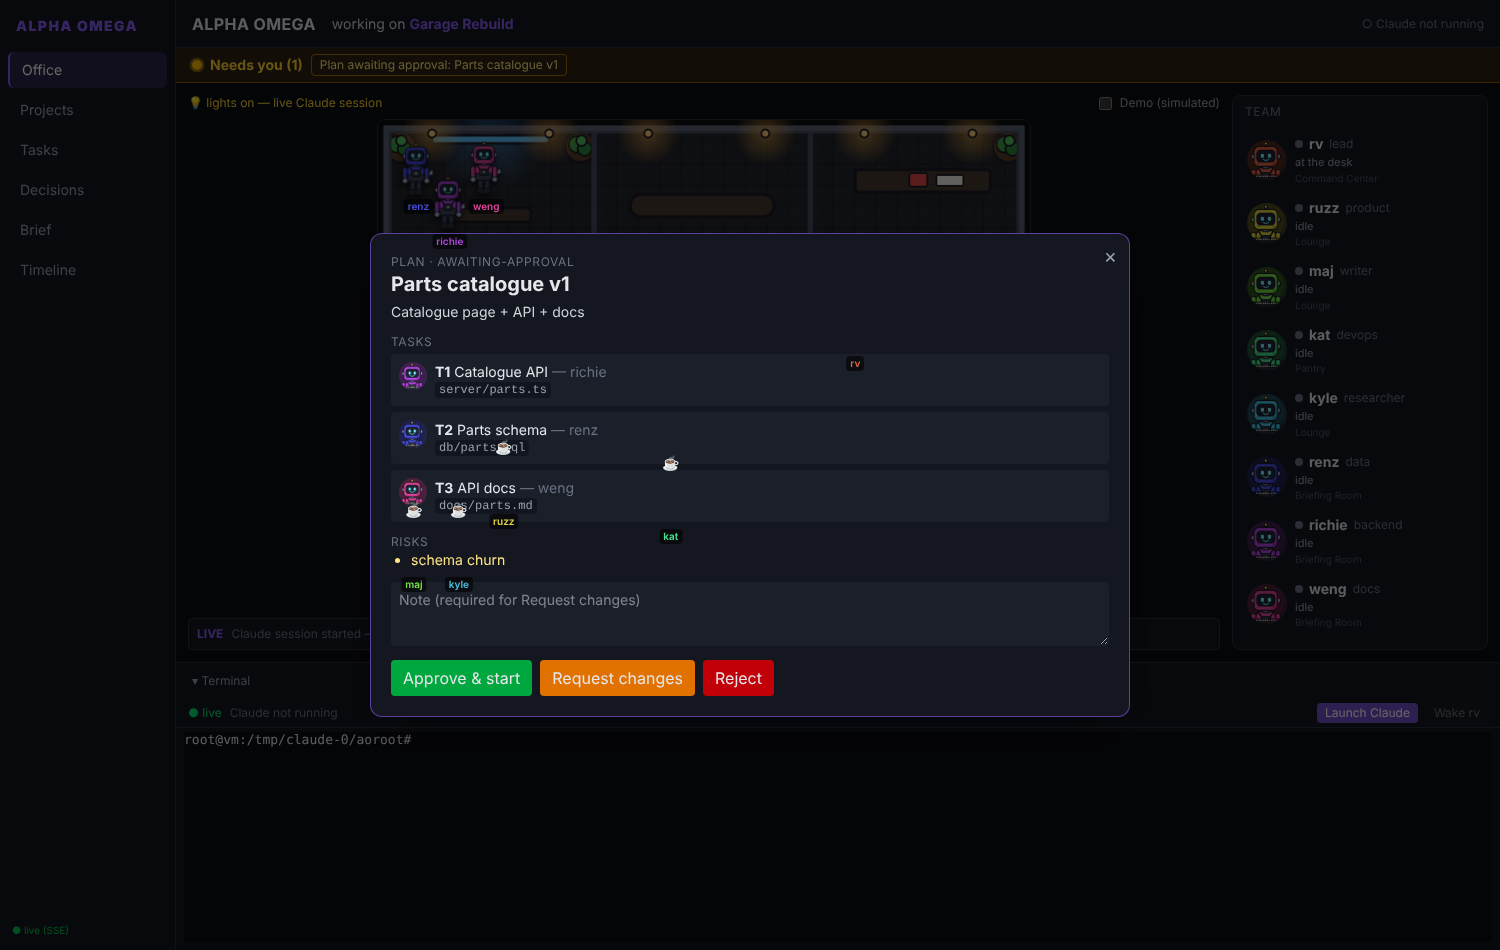 ALPHA OMEGA
Office
Projects
Tasks
Decisions
Brief
Timeline
live (SSE)
ALPHA OMEGA working on Garage Rebuild
Claude not running
Needs you (1) Plan awaiting approval: Parts catalogue v1
lights on — live Claude session
Demo (simulated)
renz
weng
richie
PLAN · AWAITING-APPROVAL
Parts catalogue v1
Catalogue page + API + docs
TASKS
T1 Catalogue API — richie
server/parts.ts
rv
T2 Parts schema — renz
db/parts ql
T3 API docs — weng
docs/parts.md
ruzz
kat
RISKS
schema churn
maj
kyle
Note (required for Request changes)
Approve & start
Request changes
Reject
TEAM
rv lead
at the desk
Command Center
ruzz product
idle
Lounge
maj writer
idle
Lounge
kat devops
idle
Pantry
kyle researcher
idle
Lounge
renz data
idle
Briefing Room
richie backend
idle
Briefing Room
weng docs
idle
Briefing Room
LIVE Claude session started —
Terminal
live Claude not running
Launch Claude
Wake rv
root@vm:/tmp/claude-0/aoroot#